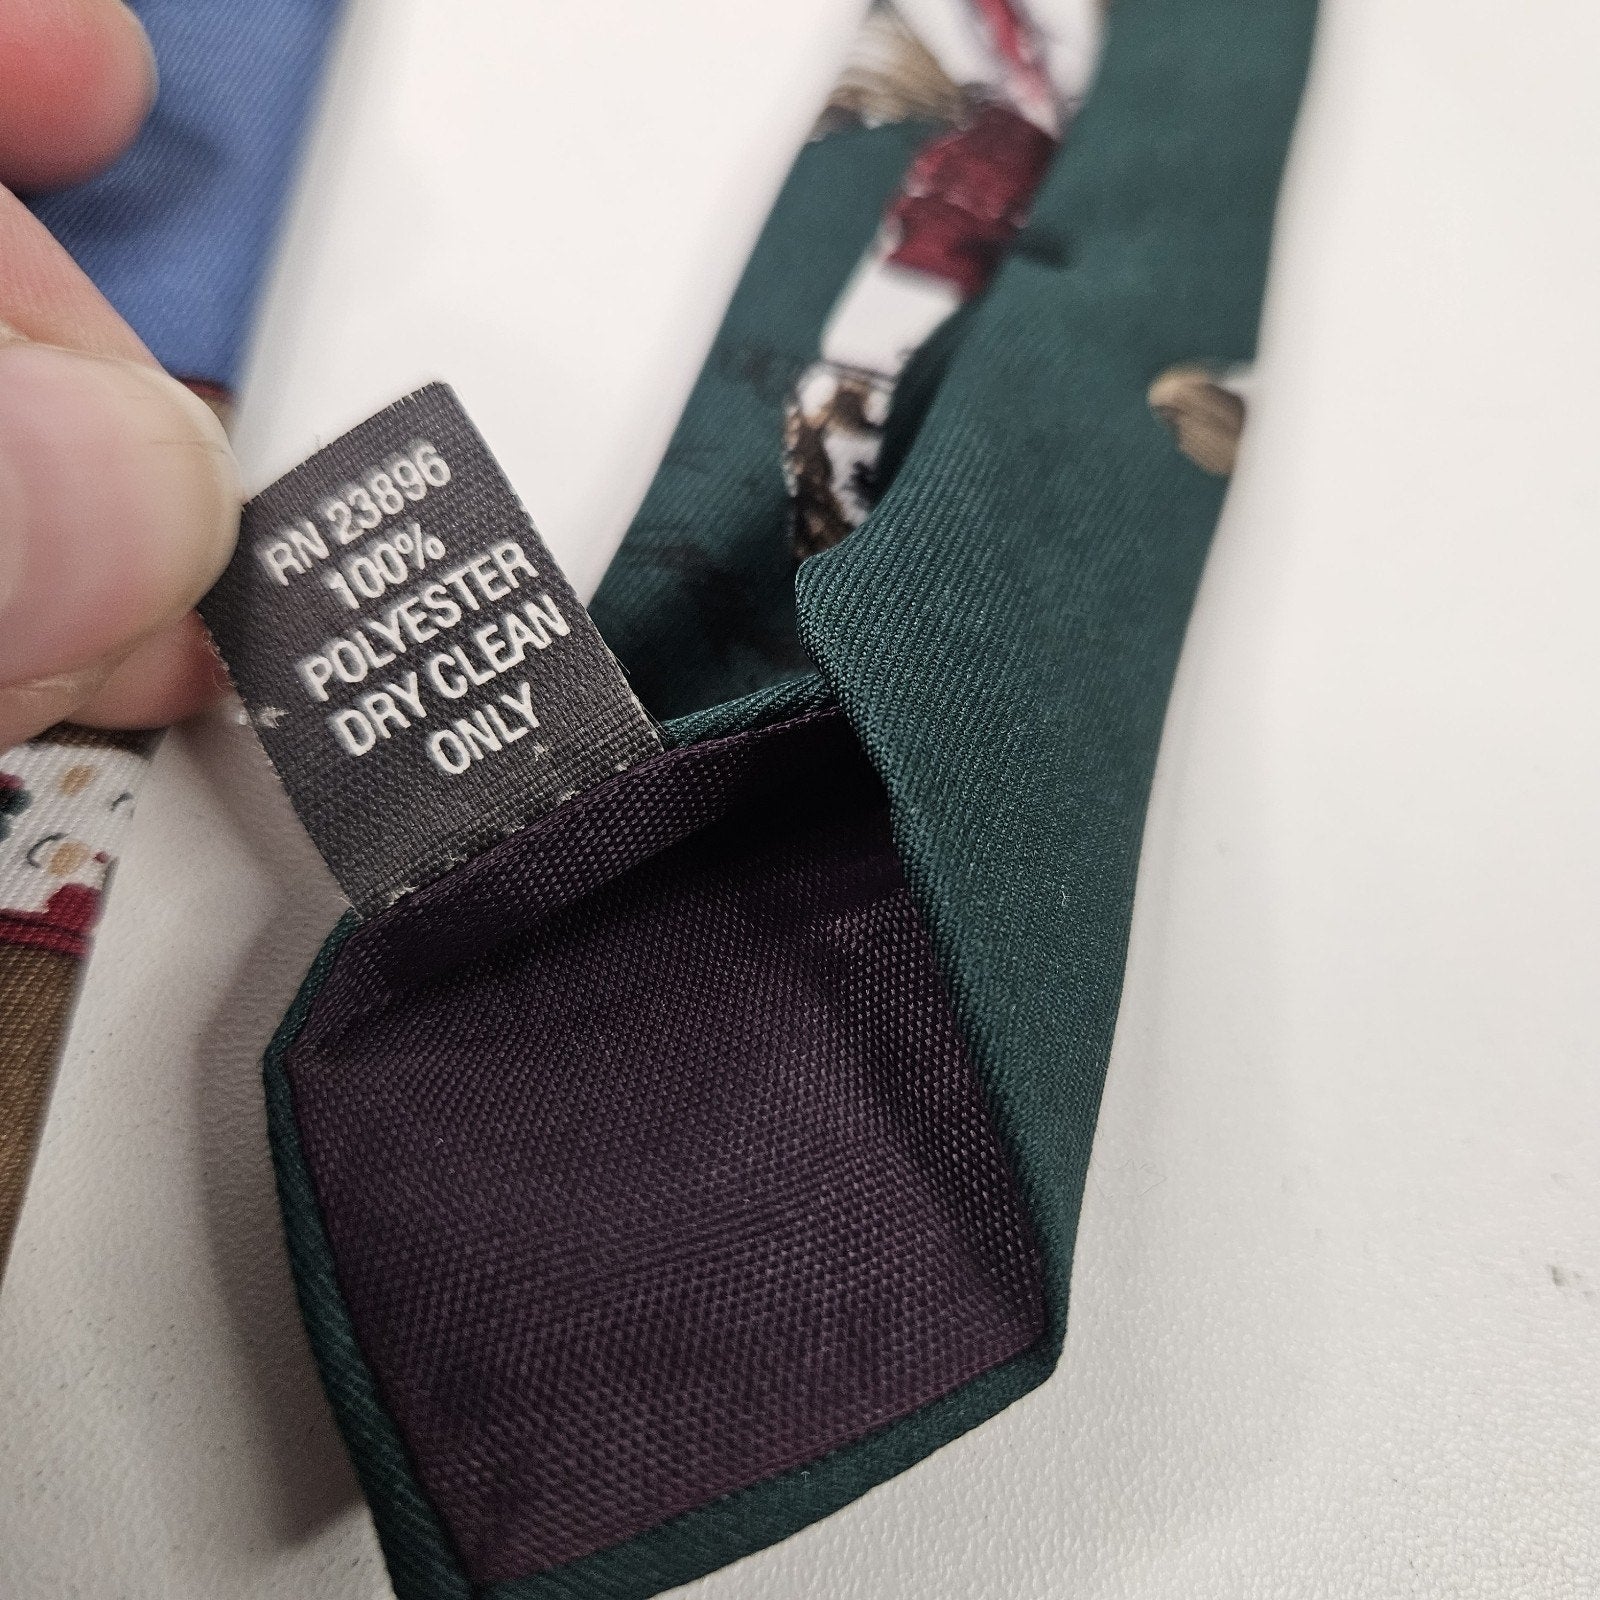 RN 23896
100%
POLYESTER
DRY CLEAN
ONLY